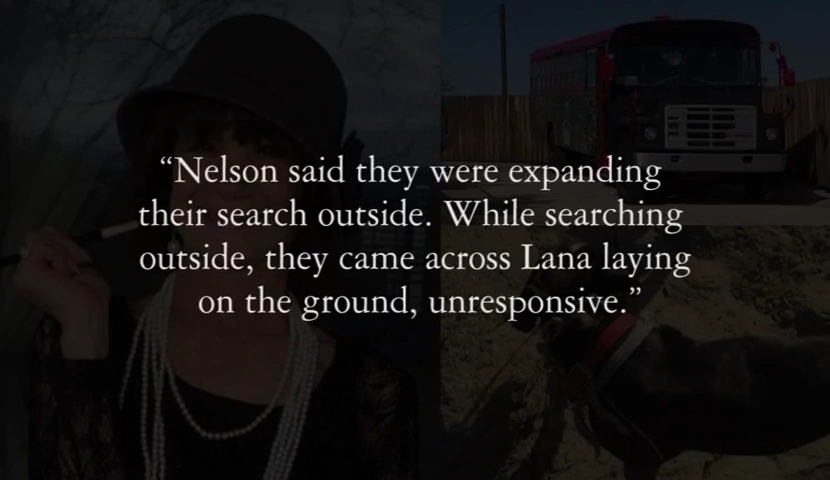 “Nelson said they were expanding
their search outside. While searching
outside, they came across Lana laying
on the ground, unresponsive.”